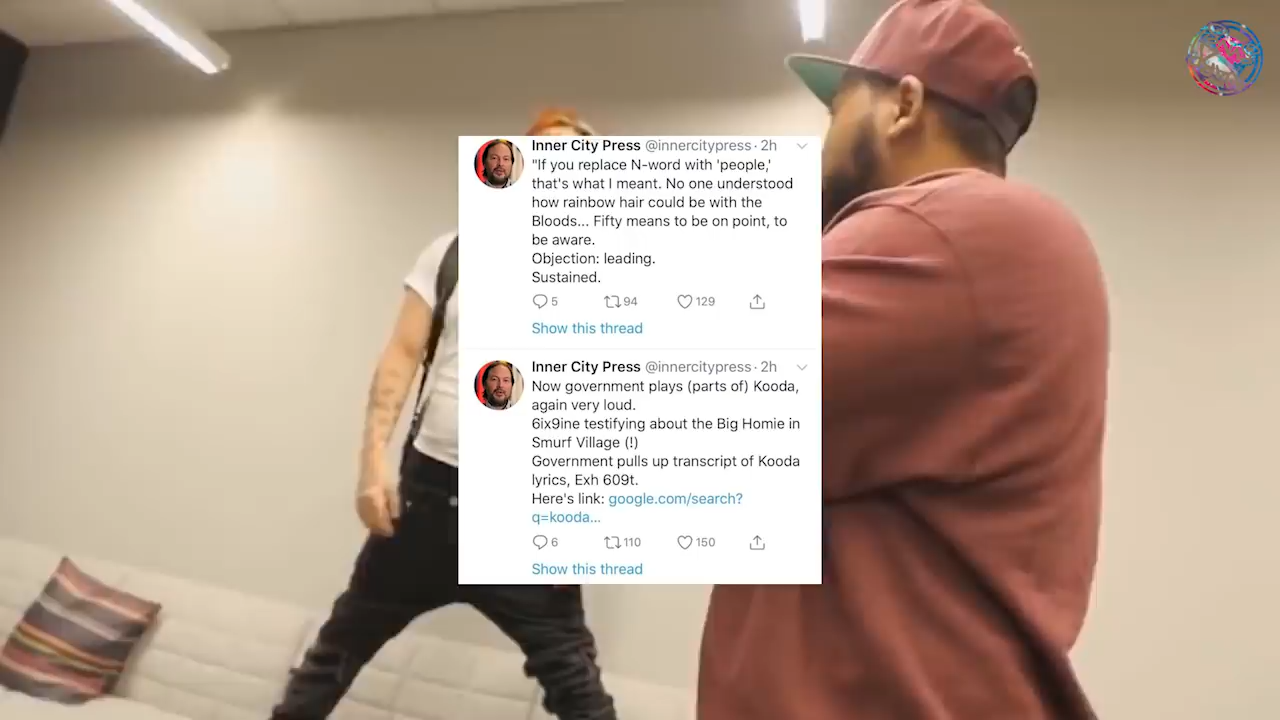 Inner City Press @innercitypress · 2h
"If you replace N-word with 'people,'
that's what I meant. No one understood
how rainbow hair could be with the
Bloods... Fifty means to be on point, to
be aware.
Objection: leading.
Sustained.
5 94 129
Show this thread
Inner City Press @innercitypress · 2h
Now government plays (parts of) Kooda,
again very loud.
6ix9ine testifying about the Big Homie in
Smurf Village (!)
Government pulls up transcript of Kooda
lyrics, Exh 609t.
Here's link: google.com/search?
q=kooda...
6 110 150
Show this thread